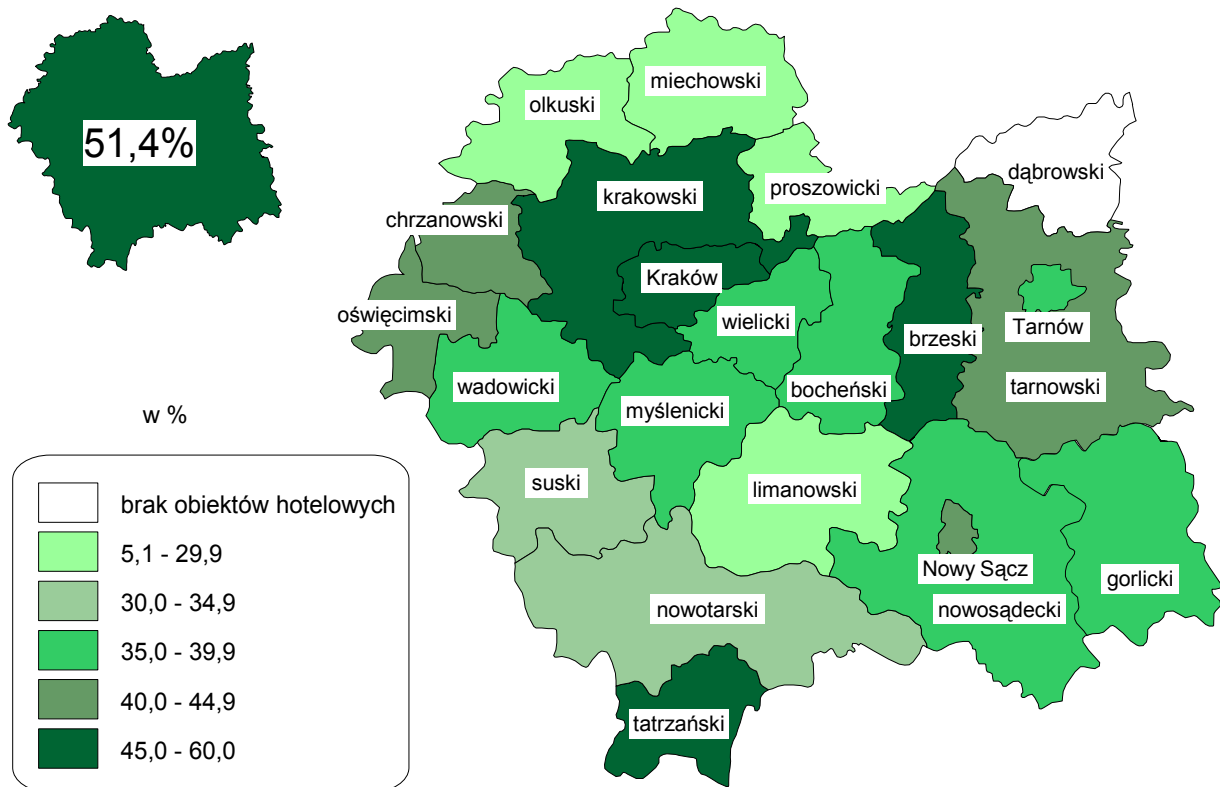 51,4%
miechowski
olkuski
dąbrowski
proszowicki
krakowski
chrzanowski
Kraków
oświęcimski
wielicki
Tarnów
brzeski
wadowicki
bocheński
tarnowski
myślenicki
suski
limanowski
Nowy Sącz
gorlicki
nowotarski
nowosądecki
tatrzański
w %
brak obiektów hotelowych
5,1 - 29,9
30,0 - 34,9
35,0 - 39,9
40,0 - 44,9
45,0 - 60,0